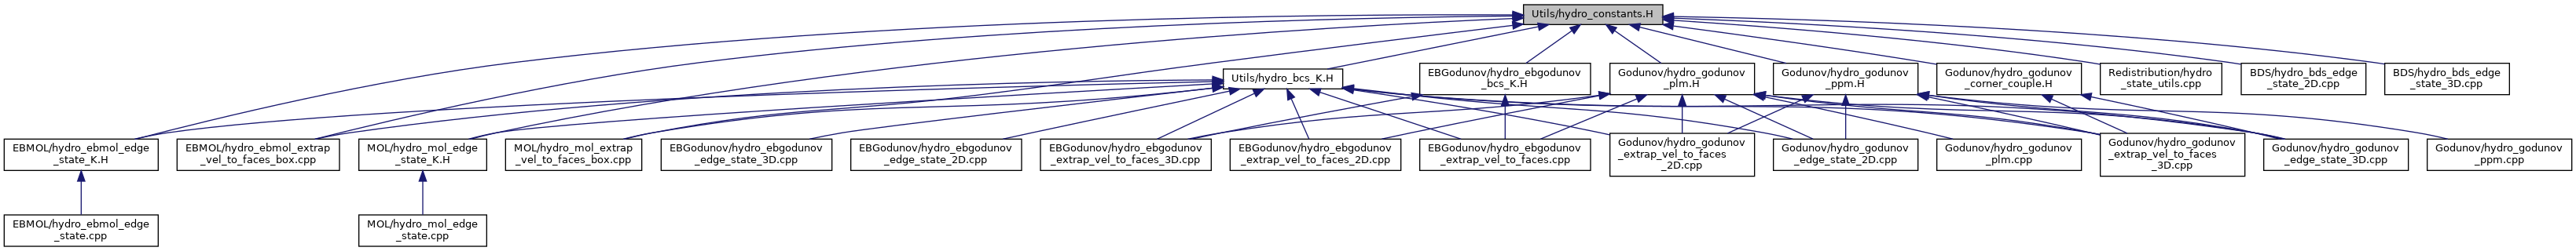 Utils/hydro_constants.H
Utils/hydro_bcs_K.H
EBGodunov/hydro_ebgodunov
_bcs_K.H
Godunov/hydro_godunov
_plm.H
Godunov/hydro_godunov
_ppm.H
Godunov/hydro_godunov
_corner_couple.H
Redistribution/hydro
_state_utils.cpp
BDS/hydro_bds_edge
_state_2D.cpp
BDS/hydro_bds_edge
_state_3D.cpp
EBMOL/hydro_ebmol_edge
_state_K.H
EBMOL/hydro_ebmol_extrap
_vel_to_faces_box.cpp
MOL/hydro_mol_edge
_state_K.H
MOL/hydro_mol_extrap
_vel_to_faces_box.cpp
EBGodunov/hydro_ebgodunov
_edge_state_3D.cpp
EBGodunov/hydro_ebgodunov
_edge_state_2D.cpp
EBGodunov/hydro_ebgodunov
_extrap_vel_to_faces_3D.cpp
EBGodunov/hydro_ebgodunov
_extrap_vel_to_faces_2D.cpp
EBGodunov/hydro_ebgodunov
_extrap_vel_to_faces.cpp
Godunov/hydro_godunov
_extrap_vel_to_faces
_2D.cpp
Godunov/hydro_godunov
_edge_state_2D.cpp
Godunov/hydro_godunov
_plm.cpp
Godunov/hydro_godunov
_extrap_vel_to_faces
_3D.cpp
Godunov/hydro_godunov
_edge_state_3D.cpp
Godunov/hydro_godunov
_ppm.cpp
EBMOL/hydro_ebmol_edge
_state.cpp
MOL/hydro_mol_edge
_state.cpp